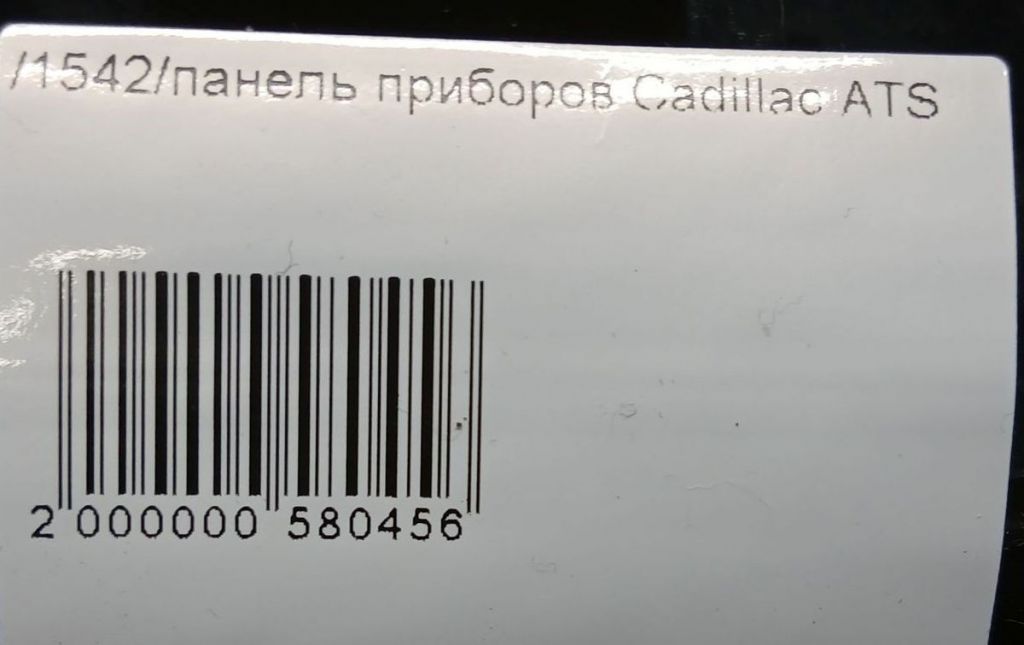 /1542/панель приборов Cadillac ATS
2 000000 580456